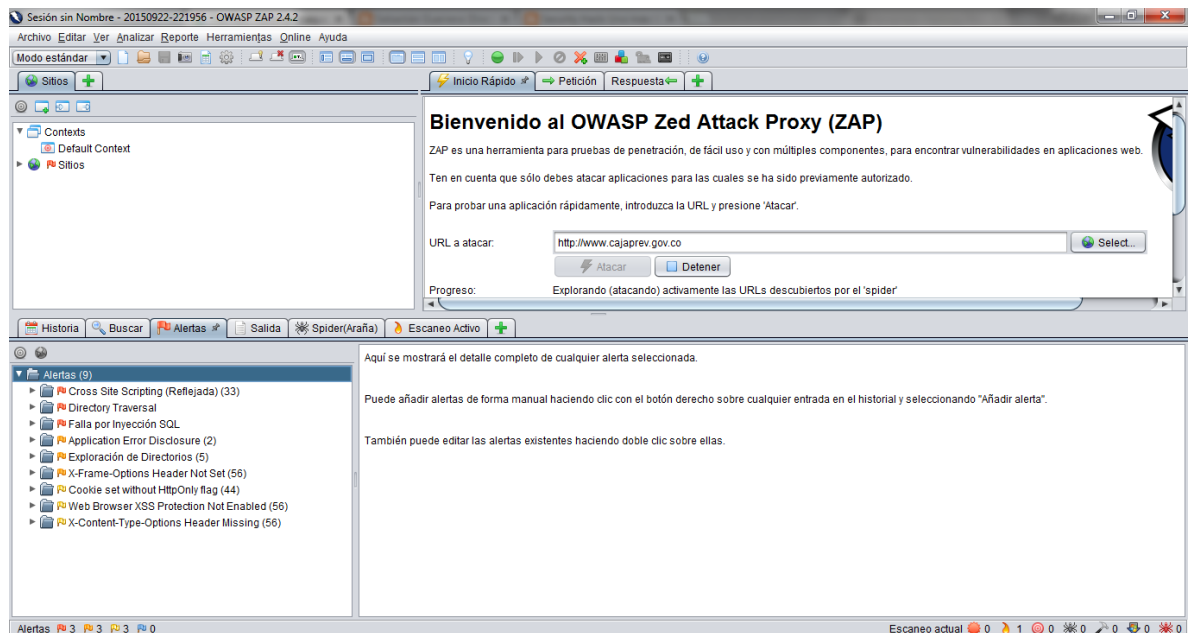 Sesión sin Nombre - 20150922-221956 - OWASP ZAP 2.4.2
Archivo Editar Ver Analizar Reporte Herramientas Online Ayuda
Modo estándar
Sitios
Inicio Rápido
Petición
Respuesta
Contexts
Default Context
Sitios
Bienvenido al OWASP Zed Attack Proxy (ZAP)
ZAP es una herramienta para pruebas de penetración, de fácil uso y con múltiples componentes, para encontrar vulnerabilidades en aplicaciones web.
Ten en cuenta que sólo debes atacar aplicaciones para las cuales se ha sido previamente autorizado.
Para probar una aplicación rápidamente, introduzca la URL y presione 'Atacar'.
URL a atacar: http://www.cajaprev.gov.co Select...
Atacar Detener
Progreso: Explorando (atacando) activamente las URLs descubiertos por el 'spider'
Historia Buscar Alertas Salida Spider(Araña) Escaneo Activo
Alertas (9)
Cross Site Scripting (Reflejada) (33)
Directory Traversal
Falla por Inyección SQL
Application Error Disclosure (2)
Exploración de Directorios (5)
X-Frame-Options Header Not Set (56)
Cookie set without HttpOnly flag (44)
Web Browser XSS Protection Not Enabled (56)
X-Content-Type-Options Header Missing (56)
Aquí se mostrará el detalle completo de cualquier alerta seleccionada.
Puede añadir alertas de forma manual haciendo clic con el botón derecho sobre cualquier entrada en el historial y seleccionando "Añadir alerta".
También puede editar las alertas existentes haciendo doble clic sobre ellas.
Alertas 3 3 3 0
Escaneo actual 0 1 0 0 0 0 0